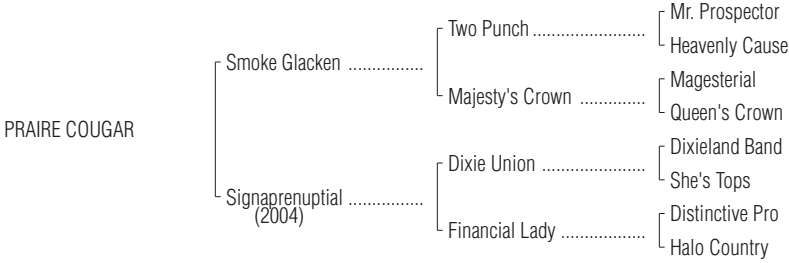 Mr. Prospector
Two Punch ........................
Heavenly Cause
Smoke Glacken ................
Magesterial
Majesty's Crown ..............
Queen's Crown
PRAIRE COUGAR
Dixieland Band
Dixie Union ......................
She's Tops
Signaprenuptial ................
(2004)
Distinctive Pro
Financial Lady ..................
Halo Country